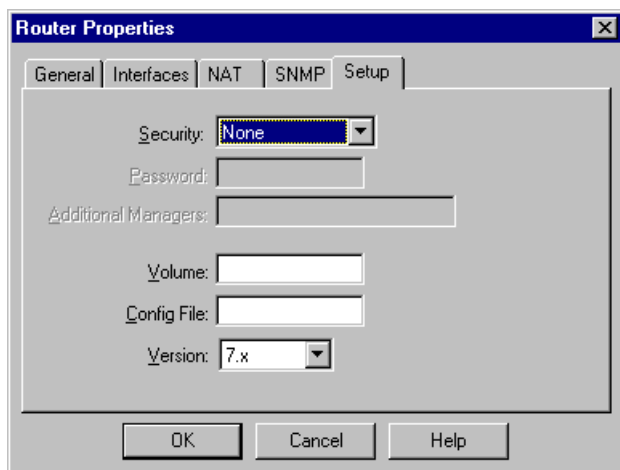 Router Properties
General Interfaces NAT SNMP Setup
Security: None
Password:
Additional Managers:
Volume:
Config File:
Version: 7.x
OK Cancel Help